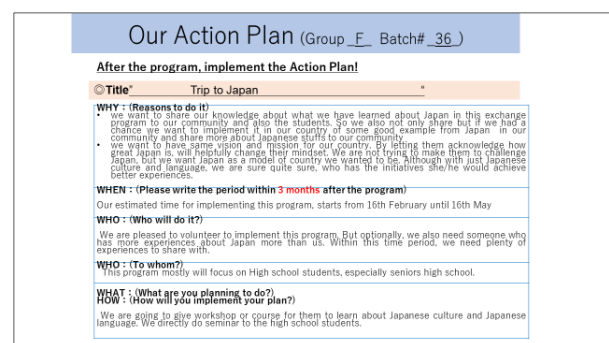 Our Action Plan (Group _F_ Batch#_36_)
After the program, implement the Action Plan!
◎Title" Trip to Japan "
WHY：(Reasons to do it)
• we want to share our knowledge about what we have learned about Japan in this exchange
program to our community and also the students. So we also not only share but if we had a
chance we want to implement it in our country of some good example from Japan in our
community and share more about Japanese stuffs to our community
• we want to have same vision and mission for our country. By letting them acknowledge how
great Japan is, will helpfully change their mindset. We are not trying to make them to challenge
Japan, but we want Japan as a model of country we wanted to be. Although with just Japanese
culture and language, we are sure quite sure, who has the initiatives she/he would achieve
better experiences.
WHEN：(Please write the period within 3 months after the program)
Our estimated time for implementing this program, starts from 16th February until 16th May
WHO：(Who will do it?)
We are pleased to volunteer to implement this program. But optionally, we also need someone who
has more experiences about Japan more than us. Within this time period, we need plenty of
experiences to share with.
WHO：(To whom?)
This program mostly will focus on High school students, especially seniors high school.
WHAT：(What are you planning to do?)
HOW：(How will you implement your plan?)
We are going to give workshop or course for them to learn about Japanese culture and Japanese
language. We directly do seminar to the high school students.